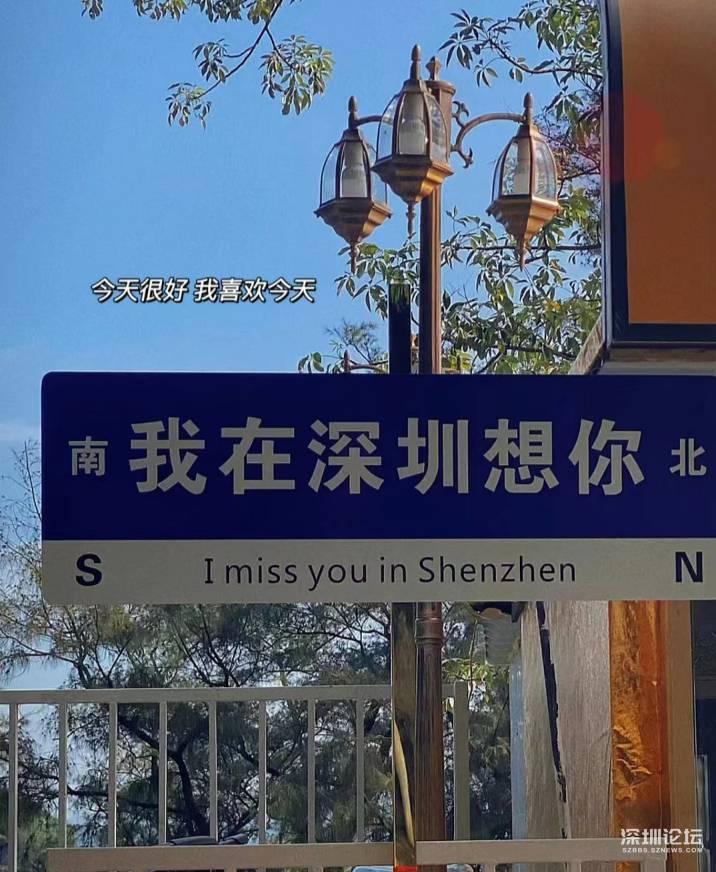 今天很好 我喜欢今天
南 我在深圳想你 北
S I miss you in Shenzhen N
深圳论坛
SZBBS.SZNEWS.COM